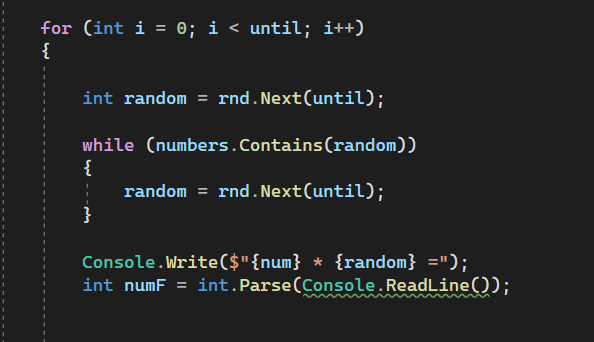 for (int i = 0; i < until; i++)
{
int random = rnd.Next(until);
while (numbers.Contains(random))
{
random = rnd.Next(until);
}
Console.Write($"{num} * {random} =");
int numF = int.Parse(Console.ReadLine());